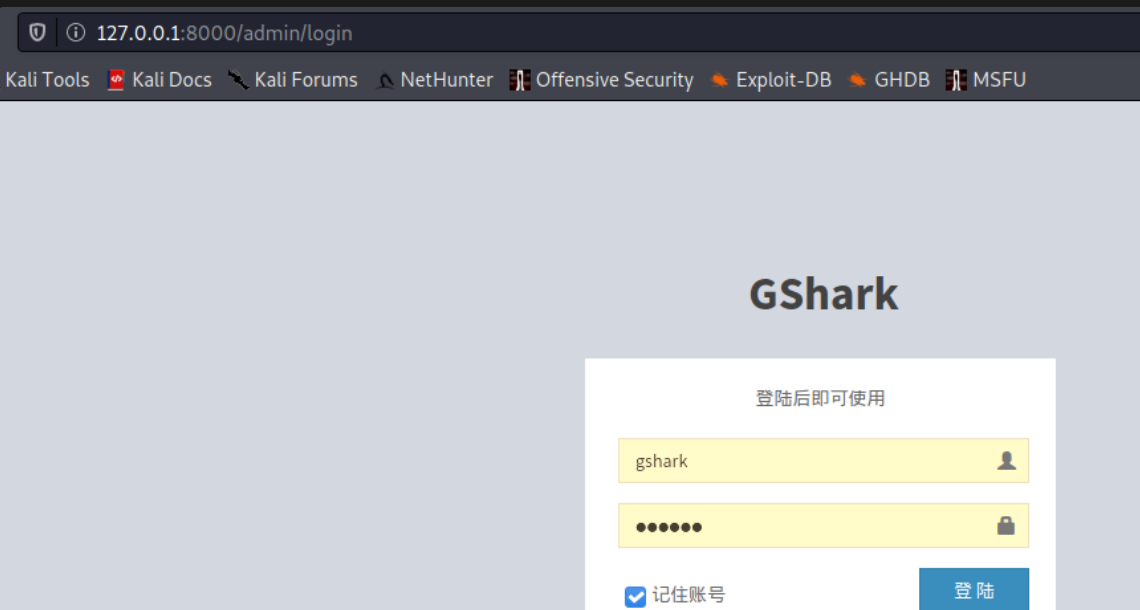 127.0.0.1:8000/admin/login
Kali Tools Kali Docs Kali Forums NetHunter Offensive Security Exploit-DB GHDB MSFU
GShark
登陆后即可使用
gshark
••••••
记住账号 登 陆